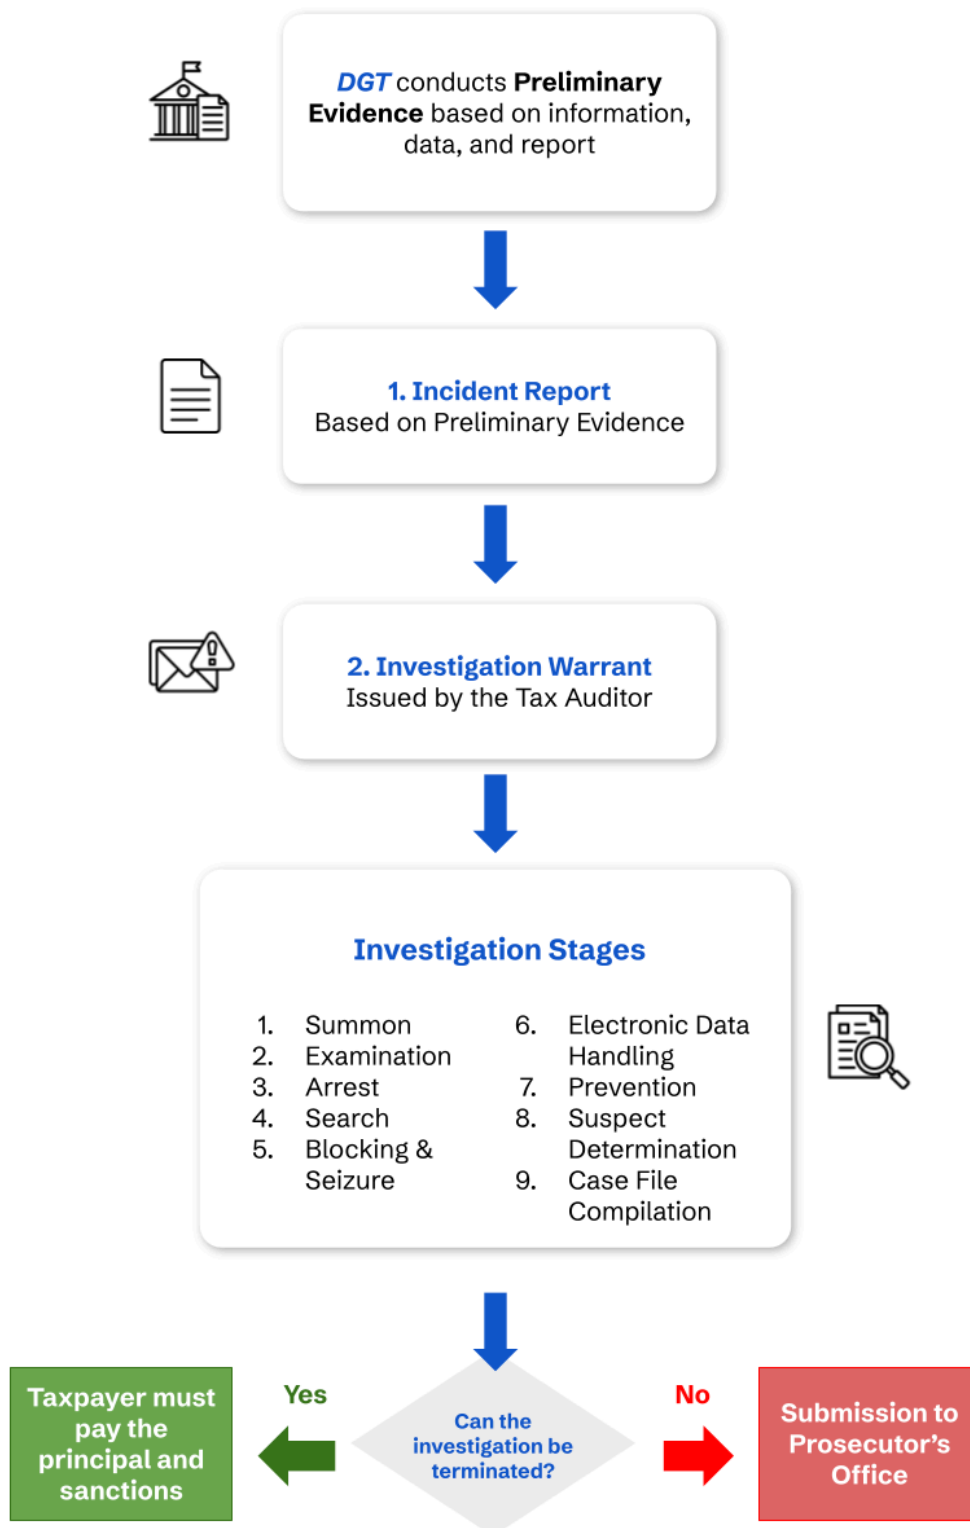 DGT conducts Preliminary
Evidence based on information,
data, and report
1. Incident Report
Based on Preliminary Evidence
2. Investigation Warrant
Issued by the Tax Auditor
Investigation Stages
1. Summon
2. Examination
3. Arrest
4. Search
5. Blocking &
Seizure
6. Electronic Data
Handling
7. Prevention
8. Suspect
Determination
9. Case File
Compilation
Can the
investigation be
terminated?
Yes
Taxpayer must
pay the
principal and
sanctions
No
Submission to
Prosecutor's
Office